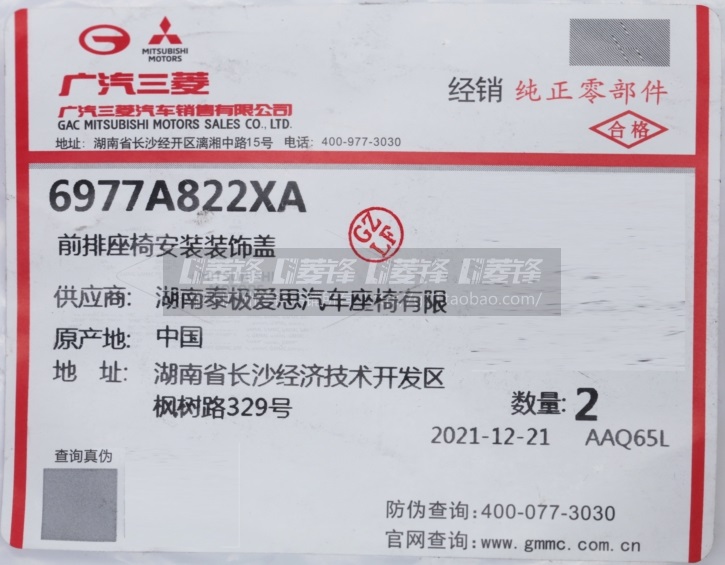 MITSUBISHI
MOTORS
广汽三菱
广汽三菱汽车销售有限公司
GAC MITSUBISHI MOTORS SALES CO., LTD.
地址: 湖南省长沙经开区漓湘中路15号 电话: 400-977-3030
经销 纯正零部件
合格
6977A822XA
GZ
LF
前排座椅安装装饰盖
菱锋 菱锋 菱锋 菱锋
taobao.com/
供应商: 湖南泰极爱思汽车座椅有限
原产地: 中国
地 址: 湖南省长沙经济技术开发区
枫树路329号
数量: 2
2021-12-21 AAQ65L
查询真伪
防伪查询:400-077-3030
官网查询:www.gmmc.com.cn